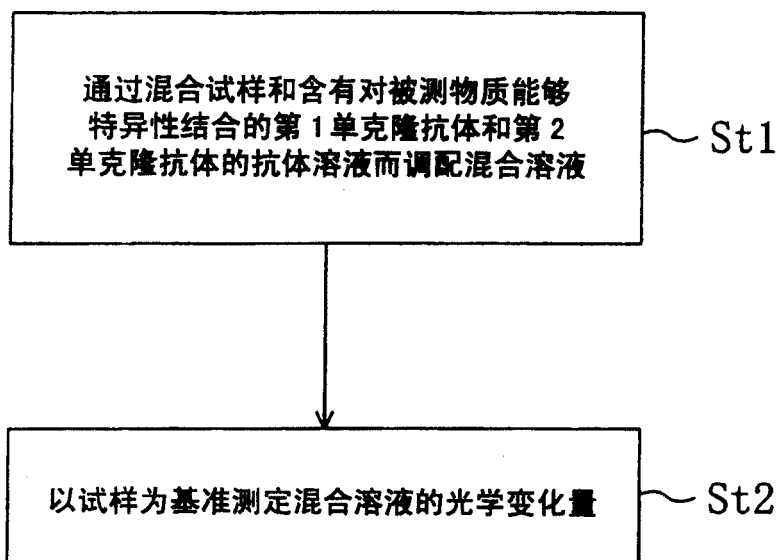 通过混合试样和含有对被测物质能够
特异性结合的第1单克隆抗体和第2
单克隆抗体的抗体溶液而调配混合溶液
St1
以试样为基准测定混合溶液的光学变化量
St2